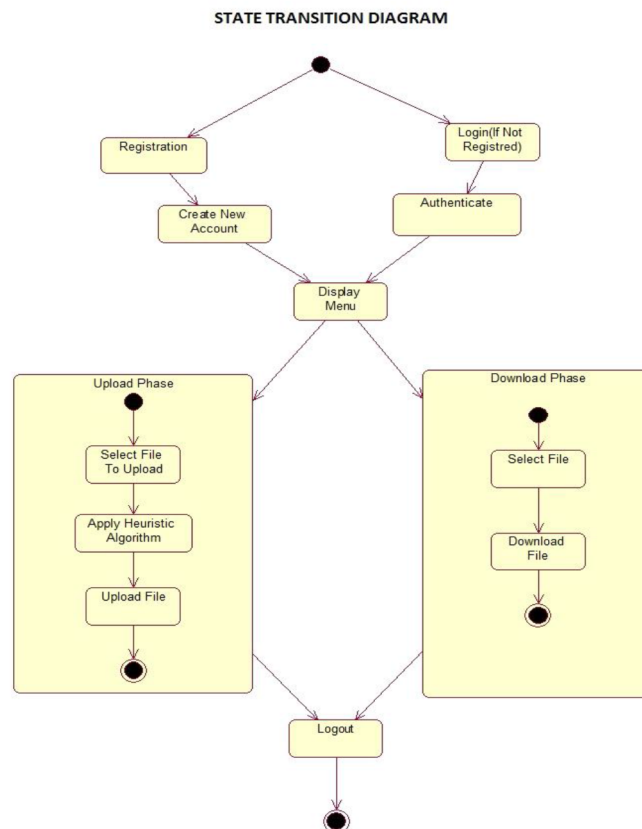 STATE TRANSITION DIAGRAM
Registration
Login(If Not
Registred)
Create New
Account
Authenticate
Display
Menu
Upload Phase
Select File
To Upload
Apply Heuristic
Algorithm
Upload File
Download Phase
Select File
Download
File
Logout